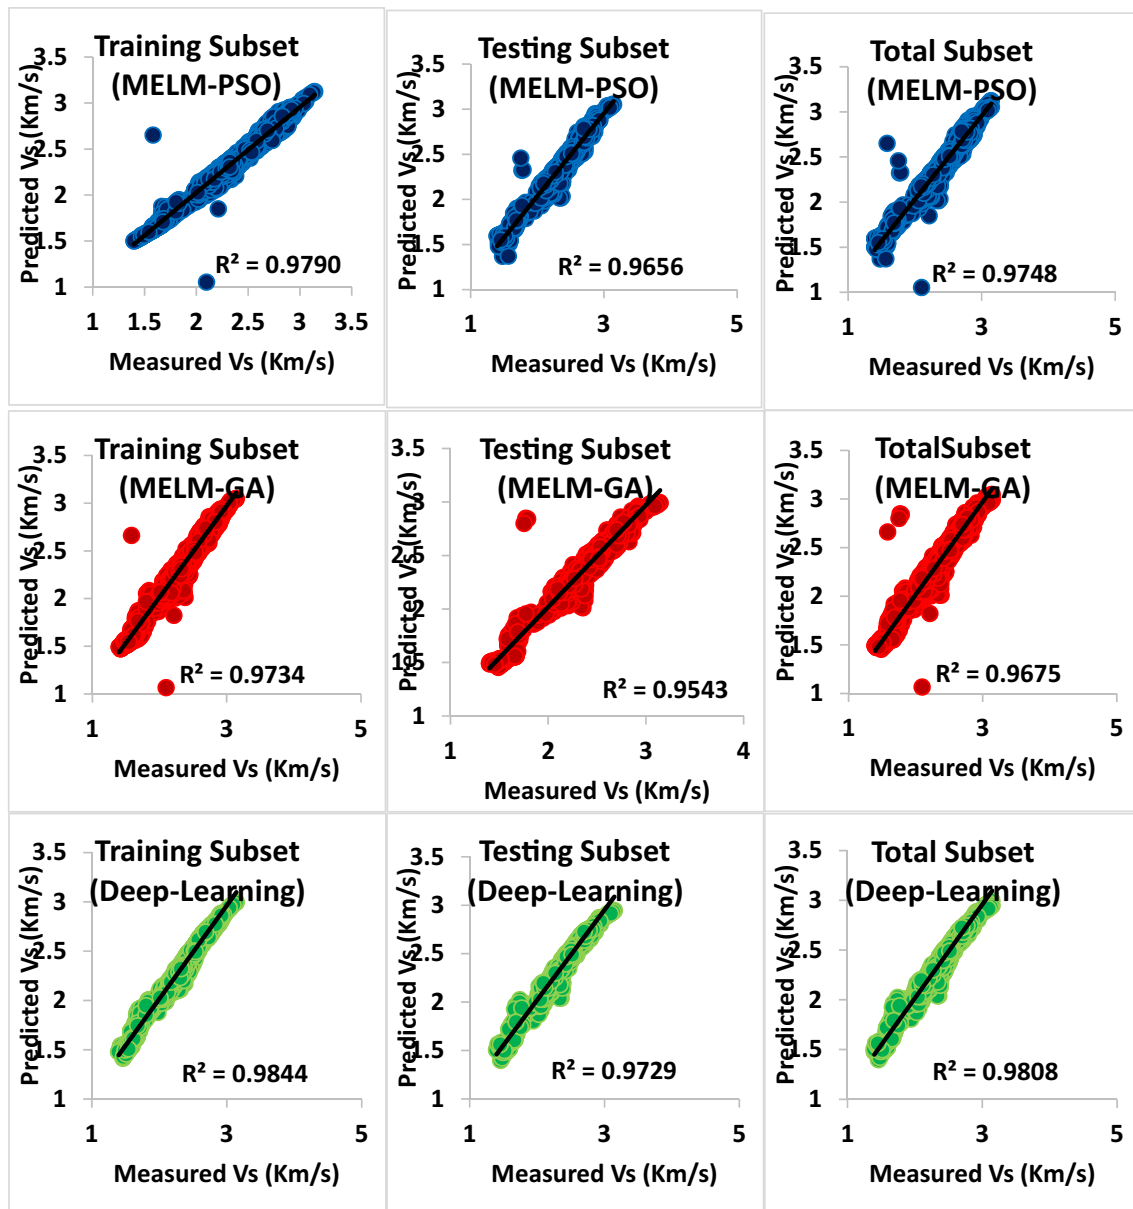 Training Subset
(MELM-PSO)
Predicted Vs (Km/s)
3.5
3
2.5
2
1.5
1
R² = 0.9790
1 1.5 2 2.5 3 3.5
Measured Vs (Km/s)
Testing Subset
(MELM-PSO)
Predicted Vs (Km/s)
3.5
3
2.5
2
1.5
1
R² = 0.9656
1 3 5
Measured Vs (Km/s)
Total Subset
(MELM-PSO)
Predicted Vs (Km/s)
3.5
3
2.5
2
1.5
1
R² = 0.9748
1 3 5
Measured Vs (Km/s)
Training Subset
(MELM-GA)
Predicted Vs (Km/s)
3.5
3
2.5
2
1.5
1
R² = 0.9734
1 3 5
Measured Vs (Km/s)
Testing Subset
(MELM-GA)
Predicted Vs (Km/s)
3.5
3
2.5
2
1.5
1
R² = 0.9543
1 2 3 4
Measured Vs (Km/s)
TotalSubset
(MELM-GA)
Predicted Vs (Km/s)
3.5
3
2.5
2
1.5
1
R² = 0.9675
1 3 5
Measured Vs (Km/s)
Training Subset
(Deep-Learning)
Predicted Vs (Km/s)
3.5
3
2.5
2
1.5
1
R² = 0.9844
1 3 5
Measured Vs (Km/s)
Testing Subset
(Deep-Learning)
Predicted Vs (Km/s)
3.5
3
2.5
2
1.5
1
R² = 0.9729
1 3 5
Measured Vs (Km/s)
Total Subset
(Deep-Learning)
Predicted Vs (Km/s)
3.5
3
2.5
2
1.5
1
R² = 0.9808
1 3 5
Measured Vs (Km/s)